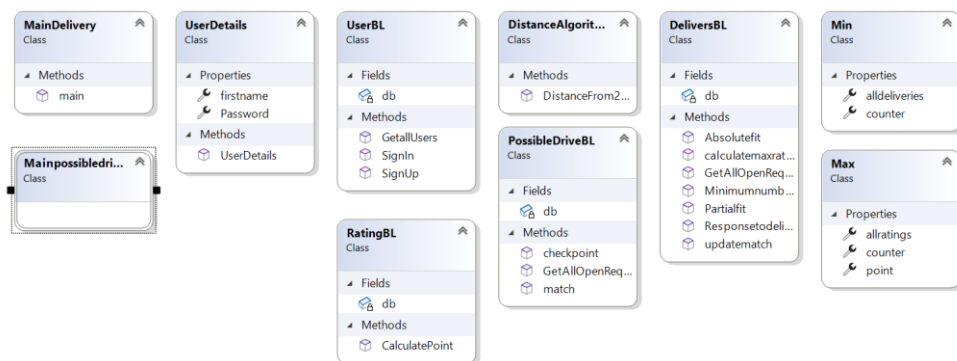 MainDelivery
Class
Methods
main
Mainpossibledri...
Class
UserDetails
Class
Properties
firstname
Password
Methods
UserDetails
UserBL
Class
Fields
db
Methods
GetallUsers
SignIn
SignUp
RatingBL
Class
Fields
db
Methods
CalculatePoint
DistanceAlgorit...
Class
Methods
DistanceFrom2...
PossibleDriveBL
Class
Fields
db
Methods
checkpoint
GetAllOpenReq...
match
DeliversBL
Class
Fields
db
Methods
Absolutefit
calculatemaxrat...
GetAllOpenReq...
Minimumnumb...
Partialfit
Responsetodeli...
updatematch
Min
Class
Properties
alldeliveries
counter
Max
Class
Properties
allratings
counter
point